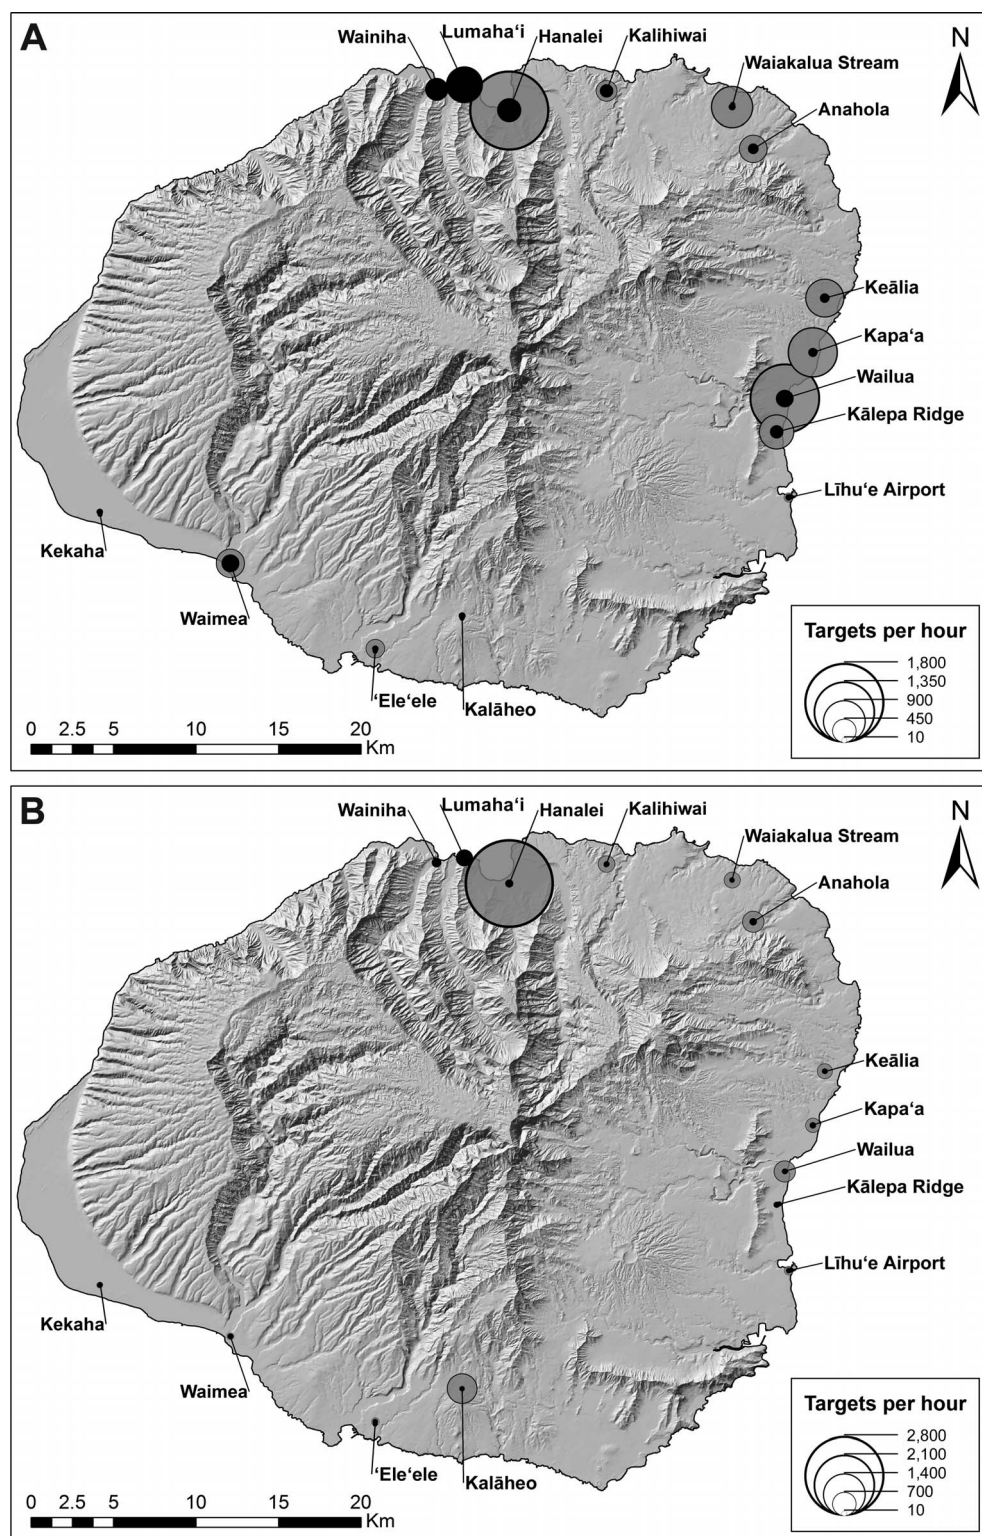 A
Wainiha
Lumaha‘i
Hanalei
Kalihiwai
Waiakalua Stream
Anahola
N
Keālia
Kapa‘a
Wailua
Kālepa Ridge
Līhu‘e Airport
Kekaha
Waimea
‘Ele‘ele
Kalāheo
0 2.5 5 10 15 20
Km
Targets per hour
1,800
1,350
900
450
10
B
Wainiha
Lumaha‘i
Hanalei
Kalihiwai
Waiakalua Stream
Anahola
N
Keālia
Kapa‘a
Wailua
Kālepa Ridge
Līhu‘e Airport
Kekaha
Waimea
‘Ele‘ele
Kalāheo
0 2.5 5 10 15 20
Km
Targets per hour
2,800
2,100
1,400
700
10